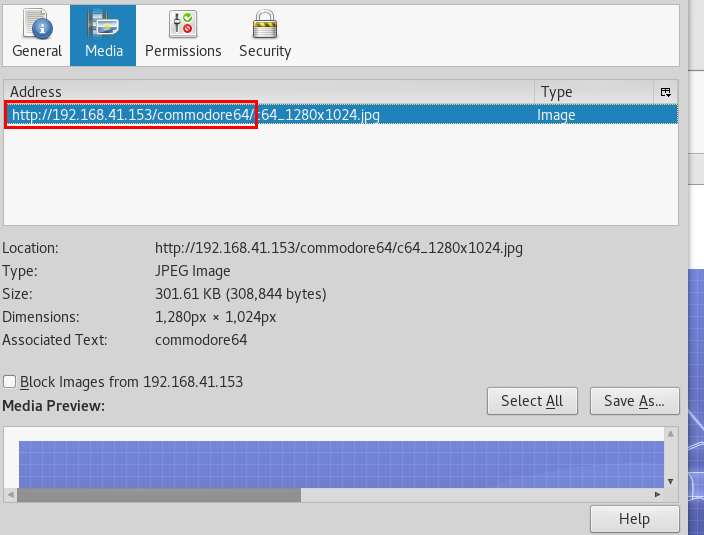 General Media Permissions Security
Address Type
http://192.168.41.153/commodore64/c64_1280x1024.jpg Image
Location: http://192.168.41.153/commodore64/c64_1280x1024.jpg
Type: JPEG Image
Size: 301.61 KB (308,844 bytes)
Dimensions: 1,280px × 1,024px
Associated Text: commodore64
Block Images from 192.168.41.153
Select All Save As...
Media Preview:
Help